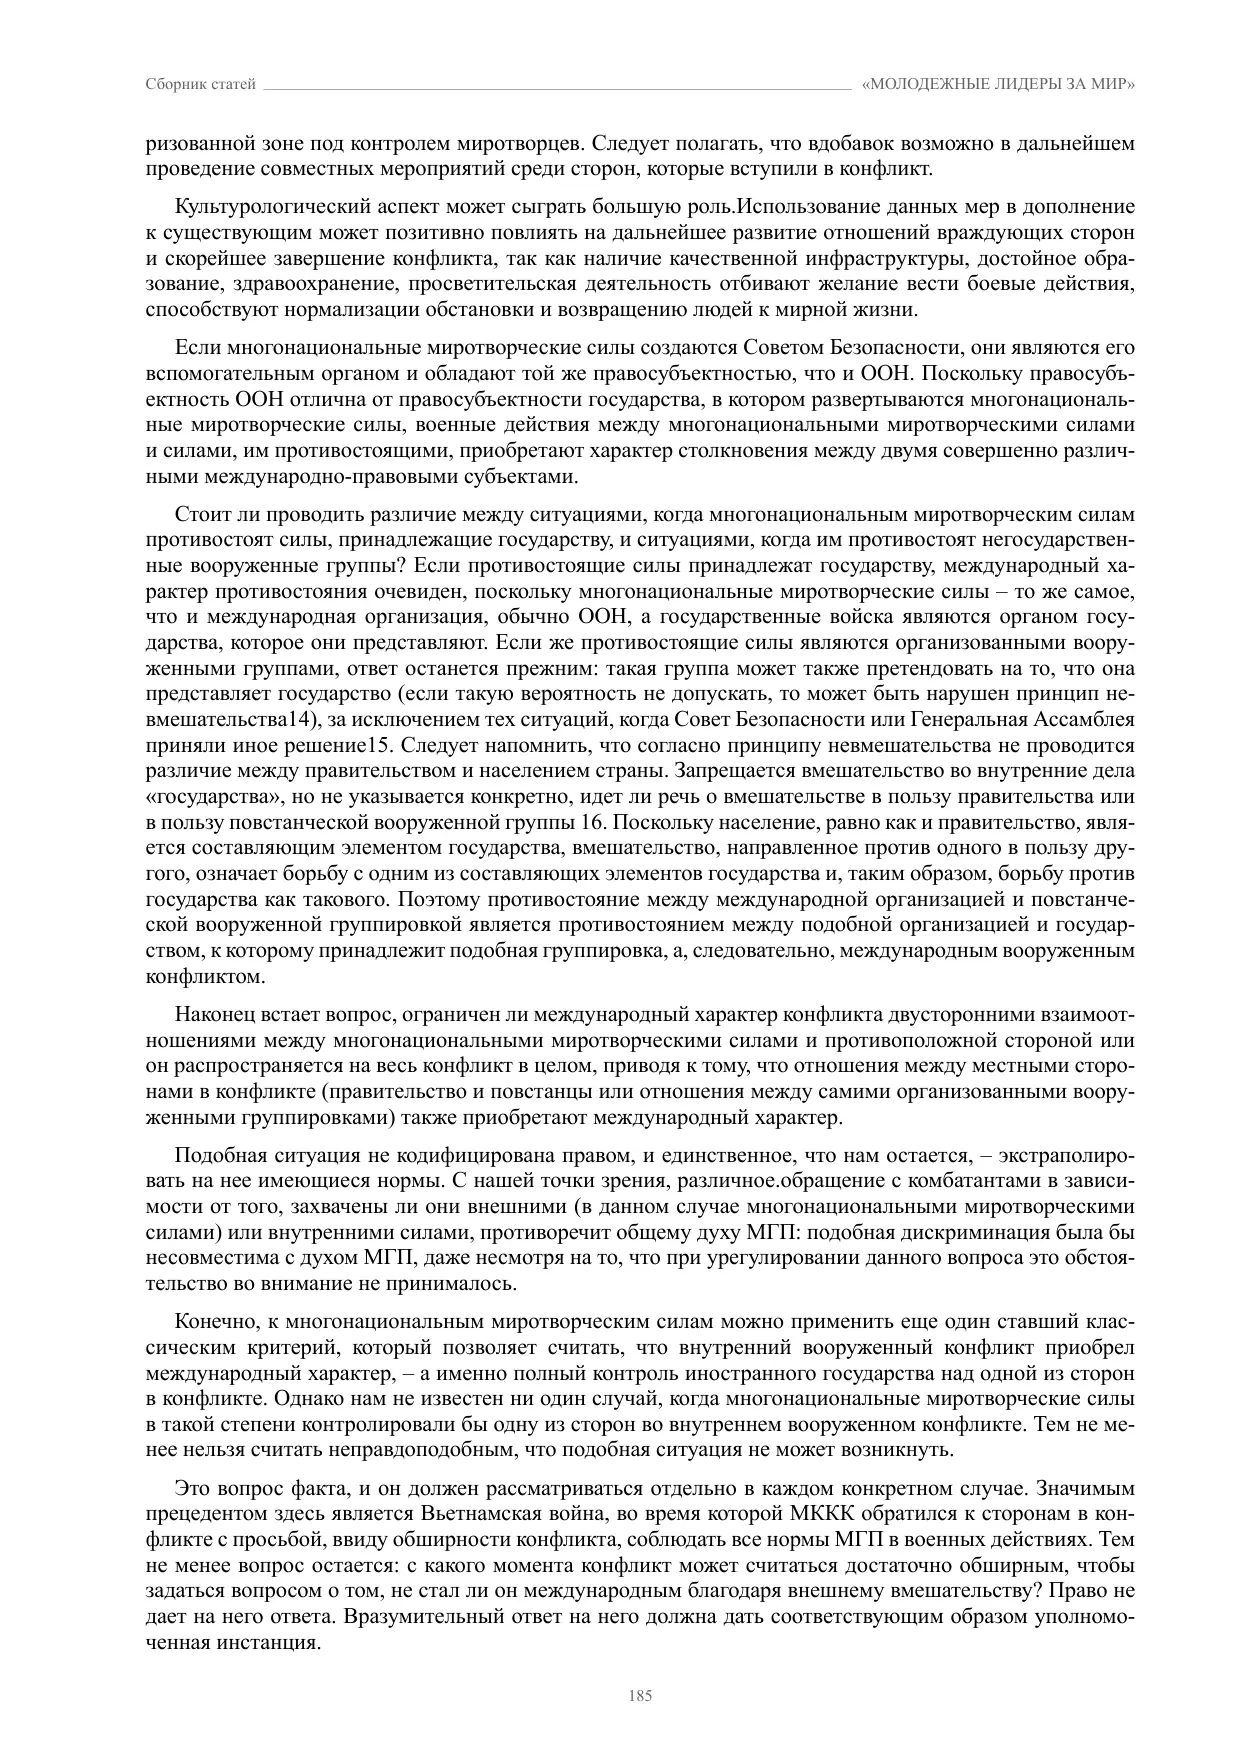 Сборник статей «МОЛОДЕЖНЫЕ ЛИДЕРЫ ЗА МИР»
ризованной зоне под контролем миротворцев. Следует полагать, что вдобавок возможно в дальнейшем
проведение совместных мероприятий среди сторон, которые вступили в конфликт.
Культурологический аспект может сыграть большую роль.Использование данных мер в дополнение
к существующим может позитивно повлиять на дальнейшее развитие отношений враждующих сторон
и скорейшее завершение конфликта, так как наличие качественной инфраструктуры, достойное обра-
зование, здравоохранение, просветительская деятельность отбивают желание вести боевые действия,
способствуют нормализации обстановки и возвращению людей к мирной жизни.
Если многонациональные миротворческие силы создаются Советом Безопасности, они являются его
вспомогательным органом и обладают той же правосубъектностью, что и ООН. Поскольку правосубъ-
ектность ООН отлична от правосубъектности государства, в котором развертываются многонациональ-
ные миротворческие силы, военные действия между многонациональными миротворческими силами
и силами, им противостоящими, приобретают характер столкновения между двумя совершенно различ-
ными международно-правовыми субъектами.
Стоит ли проводить различие между ситуациями, когда многонациональным миротворческим силам
противостоят силы, принадлежащие государству, и ситуациями, когда им противостоят негосударствен-
ные вооруженные группы? Если противостоящие силы принадлежат государству, международный ха-
рактер противостояния очевиден, поскольку многонациональные миротворческие силы – то же самое,
что и международная организация, обычно ООН, а государственные войска являются органом госу-
дарства, которое они представляют. Если же противостоящие силы являются организованными воору-
женными группами, ответ останется прежним: такая группа может также претендовать на то, что она
представляет государство (если такую вероятность не допускать, то может быть нарушен принцип не-
вмешательства14), за исключением тех ситуаций, когда Совет Безопасности или Генеральная Ассамблея
приняли иное решение15. Следует напомнить, что согласно принципу невмешательства не проводится
различие между правительством и населением страны. Запрещается вмешательство во внутренние дела
«государства», но не указывается конкретно, идет ли речь о вмешательстве в пользу правительства или
в пользу повстанческой вооруженной группы 16. Поскольку население, равно как и правительство, явля-
ется составляющим элементом государства, вмешательство, направленное против одного в пользу дру-
гого, означает борьбу с одним из составляющих элементов государства и, таким образом, борьбу против
государства как такового. Поэтому противостояние между международной организацией и повстанче-
ской вооруженной группировкой является противостоянием между подобной организацией и государ-
ством, к которому принадлежит подобная группировка, а, следовательно, международным вооруженным
конфликтом.
Наконец встает вопрос, ограничен ли международный характер конфликта двусторонними взаимоот-
ношениями между многонациональными миротворческими силами и противоположной стороной или
он распространяется на весь конфликт в целом, приводя к тому, что отношения между местными сторо-
нами в конфликте (правительство и повстанцы или отношения между самими организованными воору-
женными группировками) также приобретают международный характер.
Подобная ситуация не кодифицирована правом, и единственное, что нам остается, – экстраполиро-
вать на нее имеющиеся нормы. С нашей точки зрения, различное.обращение с комбатантами в зависи-
мости от того, захвачены ли они внешними (в данном случае многонациональными миротворческими
силами) или внутренними силами, противоречит общему духу МГП: подобная дискриминация была бы
несовместима с духом МГП, даже несмотря на то, что при урегулировании данного вопроса это обстоя-
тельство во внимание не принималось.
Конечно, к многонациональным миротворческим силам можно применить еще один ставший клас-
сическим критерий, который позволяет считать, что внутренний вооруженный конфликт приобрел
международный характер, – а именно полный контроль иностранного государства над одной из сторон
в конфликте. Однако нам не известен ни один случай, когда многонациональные миротворческие силы
в такой степени контролировали бы одну из сторон во внутреннем вооруженном конфликте. Тем не ме-
нее нельзя считать неправдоподобным, что подобная ситуация не может возникнуть.
Это вопрос факта, и он должен рассматриваться отдельно в каждом конкретном случае. Значимым
прецедентом здесь является Вьетнамская война, во время которой МККК обратился к сторонам в кон-
фликте с просьбой, ввиду обширности конфликта, соблюдать все нормы МГП в военных действиях. Тем
не менее вопрос остается: с какого момента конфликт может считаться достаточно обширным, чтобы
задаться вопросом о том, не стал ли он международным благодаря внешнему вмешательству? Право не
дает на него ответа. Вразумительный ответ на него должна дать соответствующим образом уполномо-
ченная инстанция.
185